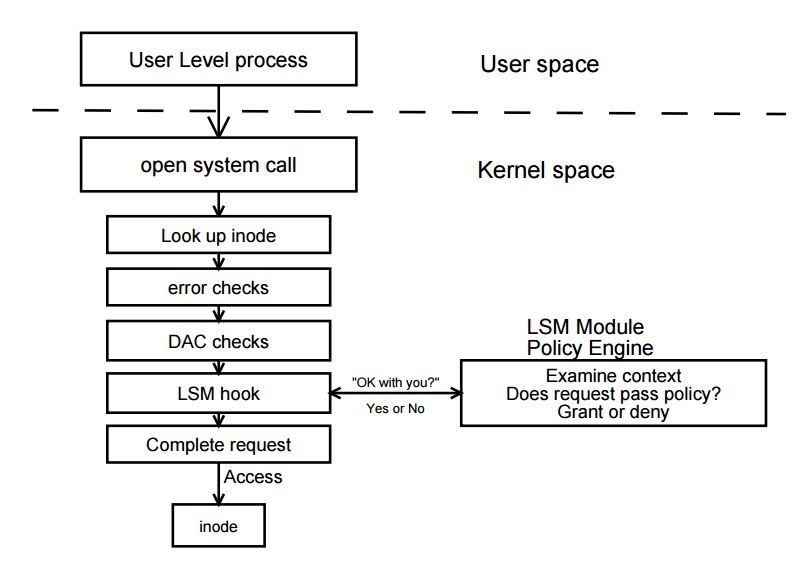 User Level process
User space
open system call
Kernel space
Look up inode
error checks
DAC checks
LSM Module
Policy Engine
LSM hook
"OK with you?"
Yes or No
Examine context
Does request pass policy?
Grant or deny
Complete request
Access
inode